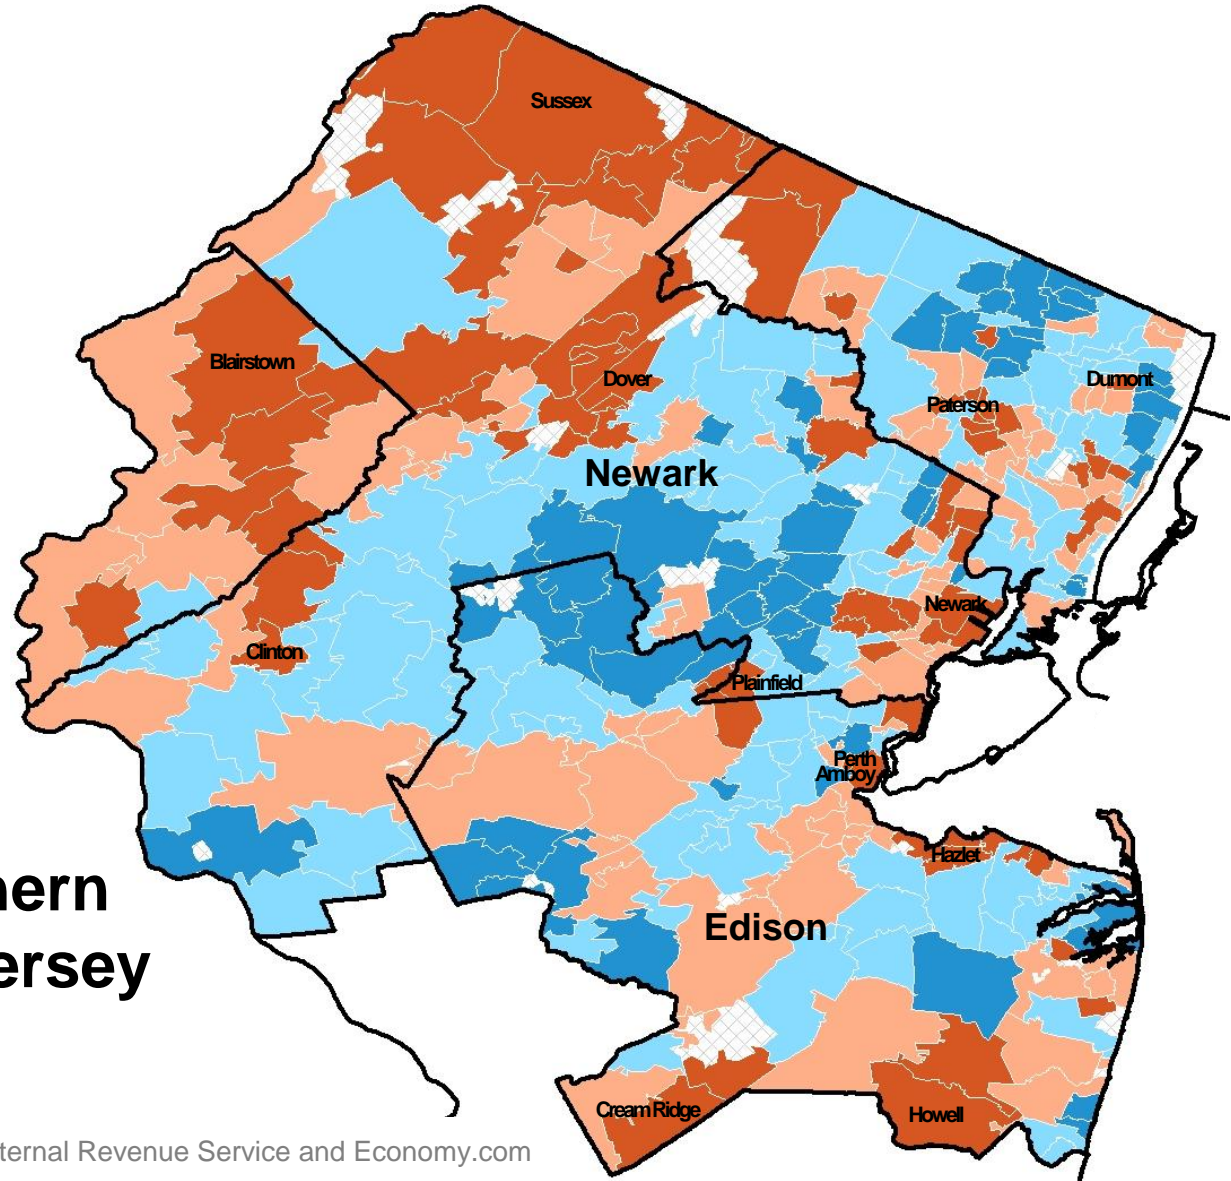 Sussex
Blairstown
Dover
Dumont
Paterson
Newark
Newark
Clinton
Plainfield
Perth
Amboy
Hazlet
hern
ersey
Edison
Cream Ridge
Howell
ternal Revenue Service and Economy.com